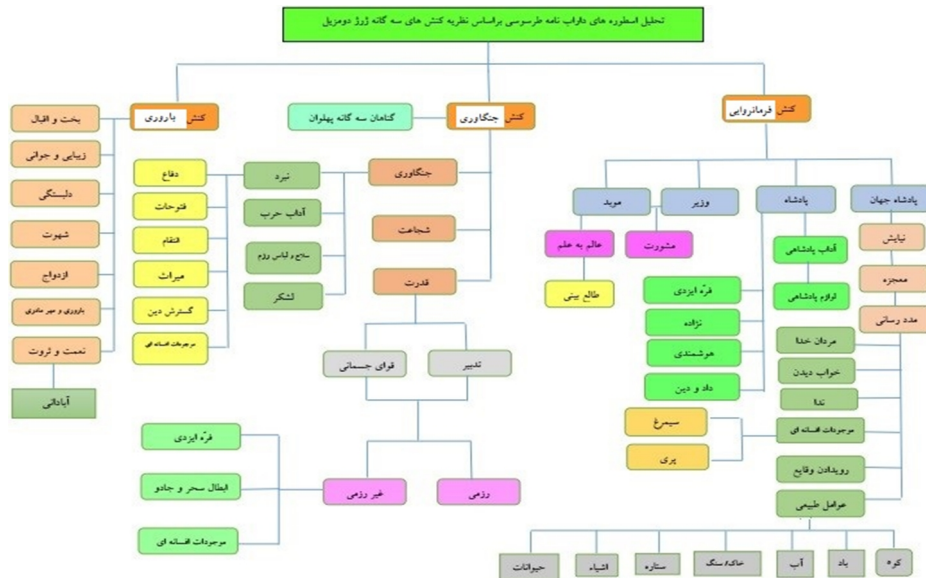 تحلیل اسطوره های داراب نامه طرسوسی براساس نظریه کنش های سه گانه ژرژ دومزیل
کنش فرمانروایی
پادشاه جهان
نیایش
معجزه
مدد رسانی
مردان خدا
خواب دیدن
ندا
موجودات افسانه ای
سیمرغ
پری
رویدادن وقایع
عوامل طبیعی
کوه
باد
آب
خاک/سنگ
ستاره
اشیاء
حیوانات
پادشاه
آداب پادشاهی
لوازم پادشاهی
فرّه ایزدی
نژاده
هوشمندی
داد و دین
وزیر
مشورت
موبد
عالم به علم
طالع بینی
کنش جنگاوری
گناهان سه گانه پهلوان
جنگاوری
نبرد
دفاع
فتوحات
انتقام
میراث
گسترش دین
موجودات افسانه ای
آداب حرب
سلاح و لباس رزم
لشکر
شجاعت
قدرت
تدبیر
قوای جسمانی
رزمی
غیر رزمی
فرّه ایزدی
ابطال سحر و جادو
موجودات افسانه ای
کنش باروری
بخت و اقبال
زیبایی و جوانی
دلبستگی
شهوت
ازدواج
باروری و مهر مادری
نعمت و ثروت
آبادانی